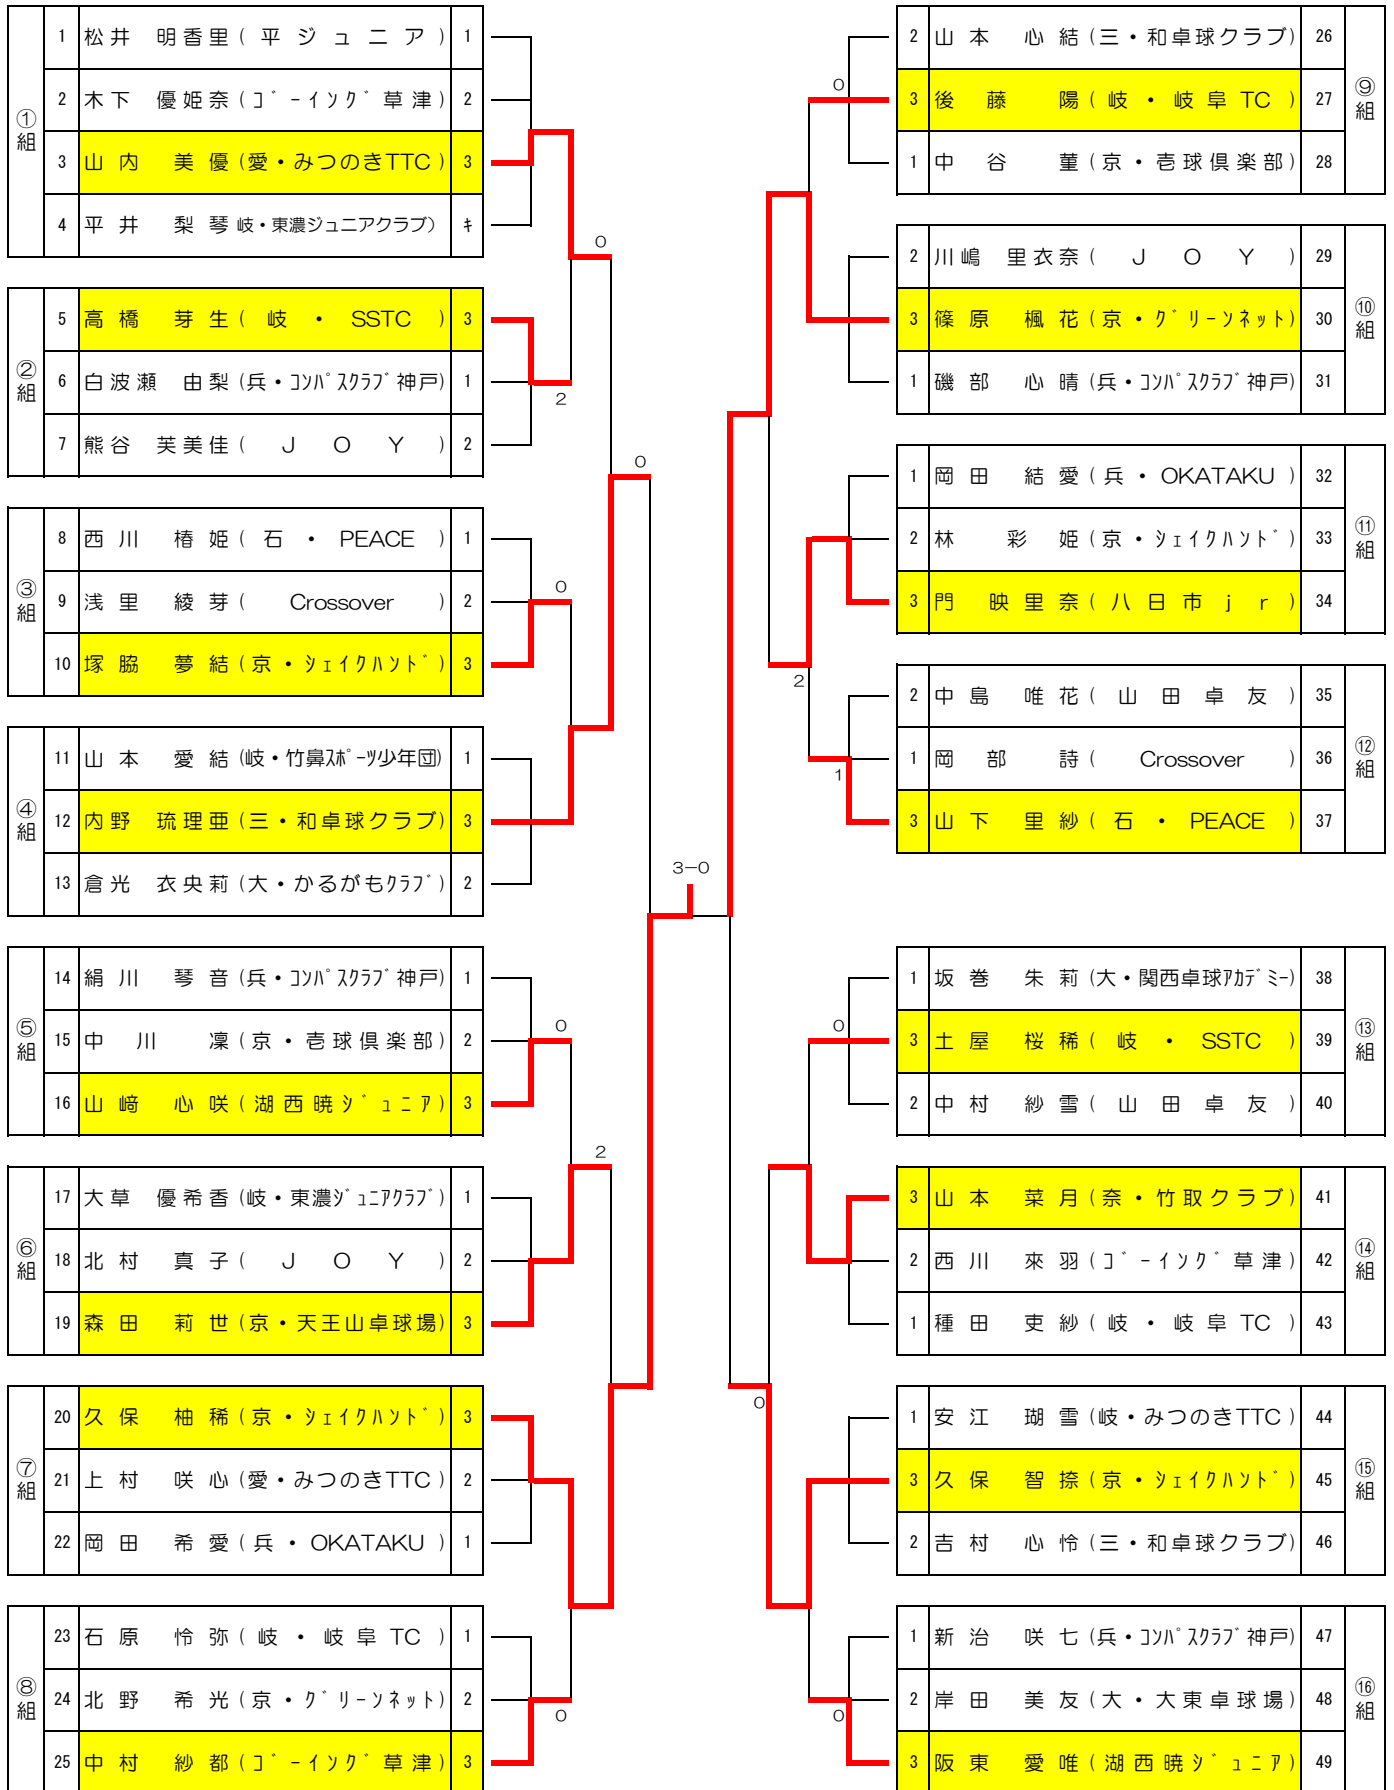 ①組
1 松井 明香里 (平ジュニア) 1
2 木下 優姫奈 (ｺﾞｰｲﾝｸﾞ草津) 2
3 山内 美優 (愛・みつのきTTC) 3
4 平井 梨琴 岐・東濃ジュニアクラブ) ｷ
②組
5 高橋 芽生 (岐・SSTC) 3
6 白波瀬 由梨 (兵・ｺﾝﾊﾟｽｸﾗﾌﾞ神戸) 1
7 熊谷 芙美佳 (JOY) 2
③組
8 西川 椿姫 (石・PEACE) 1
9 浅里 綾芽 (Crossover) 2
10 塚脇 夢結 (京・ｼｪｲｸﾊﾝﾄﾞ) 3
④組
11 山本 愛結 (岐・竹鼻ｽﾎﾟｰﾂ少年団) 1
12 内野 琉理亜 (三・和卓球クラブ) 3
13 倉光 衣央莉 (大・かるがもｸﾗﾌﾞ) 2
⑤組
14 絹川 琴音 (兵・ｺﾝﾊﾟｽｸﾗﾌﾞ神戸) 1
15 中川 凜 (京・壱球倶楽部) 2
16 山﨑 心咲 (湖西暁ｼﾞｭﾆｱ) 3
⑥組
17 大草 優希香 (岐・東濃ｼﾞｭﾆｱｸﾗﾌﾞ) 1
18 北村 真子 (JOY) 2
19 森田 莉世 (京・天王山卓球場) 3
⑦組
20 久保 柚稀 (京・ｼｪｲｸﾊﾝﾄﾞ) 3
21 上村 咲心 (愛・みつのきTTC) 2
22 岡田 希愛 (兵・OKATAKU) 1
⑧組
23 石原 怜弥 (岐・岐阜TC) 1
24 北野 希光 (京・ｸﾞﾘｰﾝﾈｯﾄ) 2
25 中村 紗都 (ｺﾞｰｲﾝｸﾞ草津) 3
0
2
0
0
0
0
2
0
3-0
0
2
1
0
0
0
2 山本 心結 (三・和卓球クラブ) 26
3 後藤 陽 (岐・岐阜TC) 27
1 中谷 菫 (京・壱球倶楽部) 28
⑨組
2 川嶋 里衣奈 (JOY) 29
3 篠原 楓花 (京・ｸﾞﾘｰﾝﾈｯﾄ) 30
1 磯部 心晴 (兵・ｺﾝﾊﾟｽｸﾗﾌﾞ神戸) 31
⑩組
1 岡田 結愛 (兵・OKATAKU) 32
2 林 彩姫 (京・ｼｪｲｸﾊﾝﾄﾞ) 33
3 門 映里奈 (八日市jr) 34
⑪組
2 中島 唯花 (山田卓友) 35
1 岡部 詩 (Crossover) 36
3 山下 里紗 (石・PEACE) 37
⑫組
1 坂巻 朱莉 (大・関西卓球ｱｶﾃﾞﾐｰ) 38
3 土屋 桜稀 (岐・SSTC) 39
2 中村 紗雪 (山田卓友) 40
⑬組
3 山本 菜月 (奈・竹取クラブ) 41
2 西川 來羽 (ｺﾞｰｲﾝｸﾞ草津) 42
1 種田 吏紗 (岐・岐阜TC) 43
⑭組
1 安江 瑚雪 (岐・みつのきTTC) 44
3 久保 智捺 (京・ｼｪｲｸﾊﾝﾄﾞ) 45
2 吉村 心怜 (三・和卓球クラブ) 46
⑮組
1 新治 咲七 (兵・ｺﾝﾊﾟｽｸﾗﾌﾞ神戸) 47
2 岸田 美友 (大・大東卓球場) 48
3 阪東 愛唯 (湖西暁ｼﾞｭﾆｱ) 49
⑯組